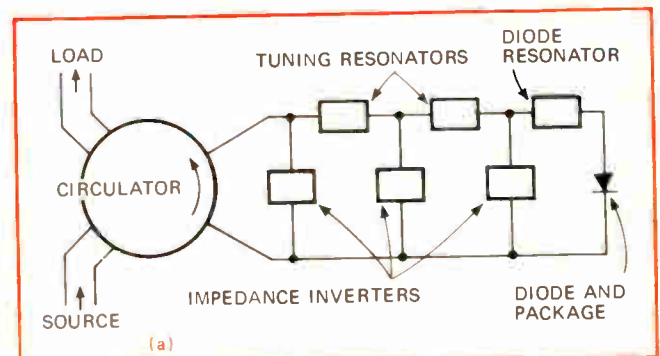 LOAD
TUNING RESONATORS
DIODE
RESONATOR
CIRCULATOR
IMPEDANCE INVERTERS
DIODE AND
PACKAGE
SOURCE
(a)